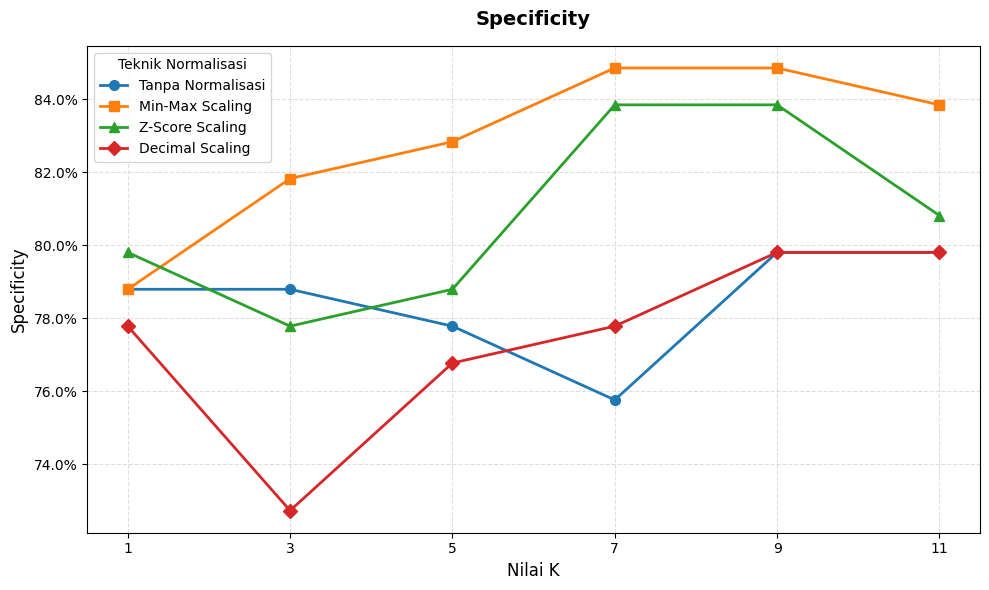 Specificity
Teknik Normalisasi
Tanpa Normalisasi
Min-Max Scaling
Z-Score Scaling
Decimal Scaling
Specificity
84.0%
82.0%
80.0%
78.0%
76.0%
74.0%
1 3 5 7 9 11
Nilai K